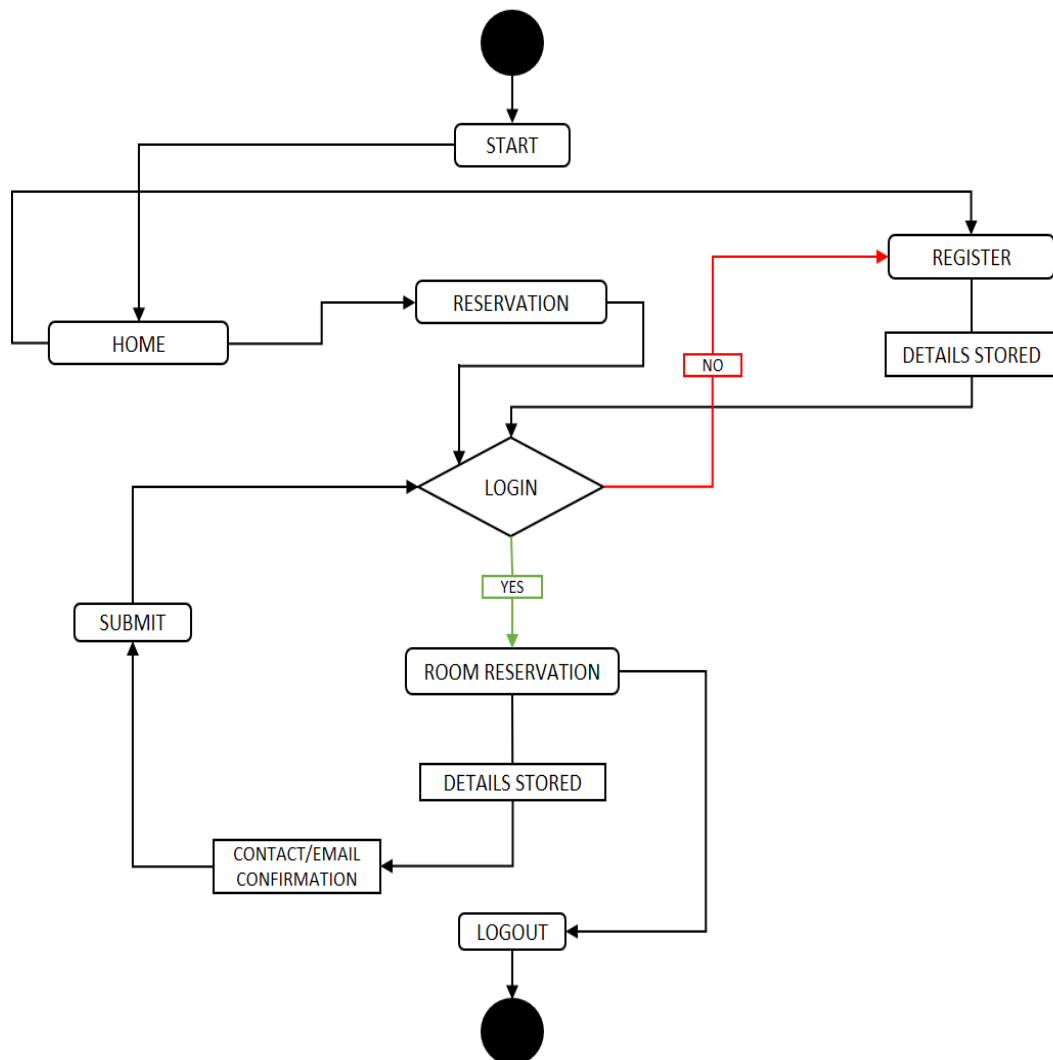 START
REGISTER
RESERVATION
HOME
DETAILS STORED
NO
LOGIN
YES
SUBMIT
ROOM RESERVATION
DETAILS STORED
CONTACT/EMAIL
CONFIRMATION
LOGOUT